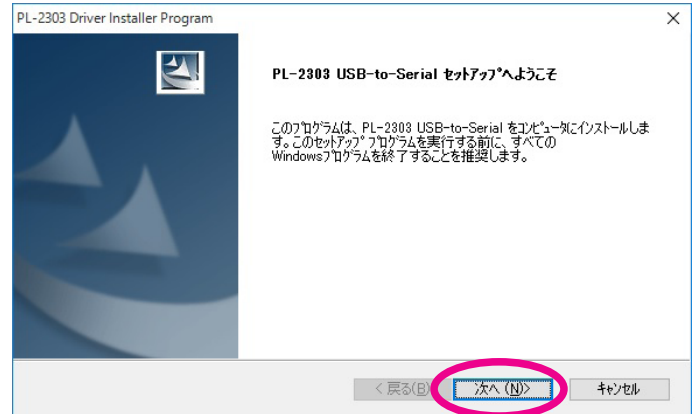 PL-2303 Driver Installer Program
PL-2303 USB-to-Serial ｾｯﾄｱｯﾌﾟへようこそ
このﾌﾟﾛｸﾞﾗﾑは、PL-2303 USB-to-Serial をｺﾝﾋﾟｭｰﾀにｲﾝｽﾄｰﾙしま
す。このｾｯﾄｱｯﾌﾟ ﾌﾟﾛｸﾞﾗﾑを実行する前に、すべての
Windowsﾌﾟﾛｸﾞﾗﾑを終了することを推奨します。
< 戻る(B)
次へ (N)>
ｷｬﾝｾﾙ